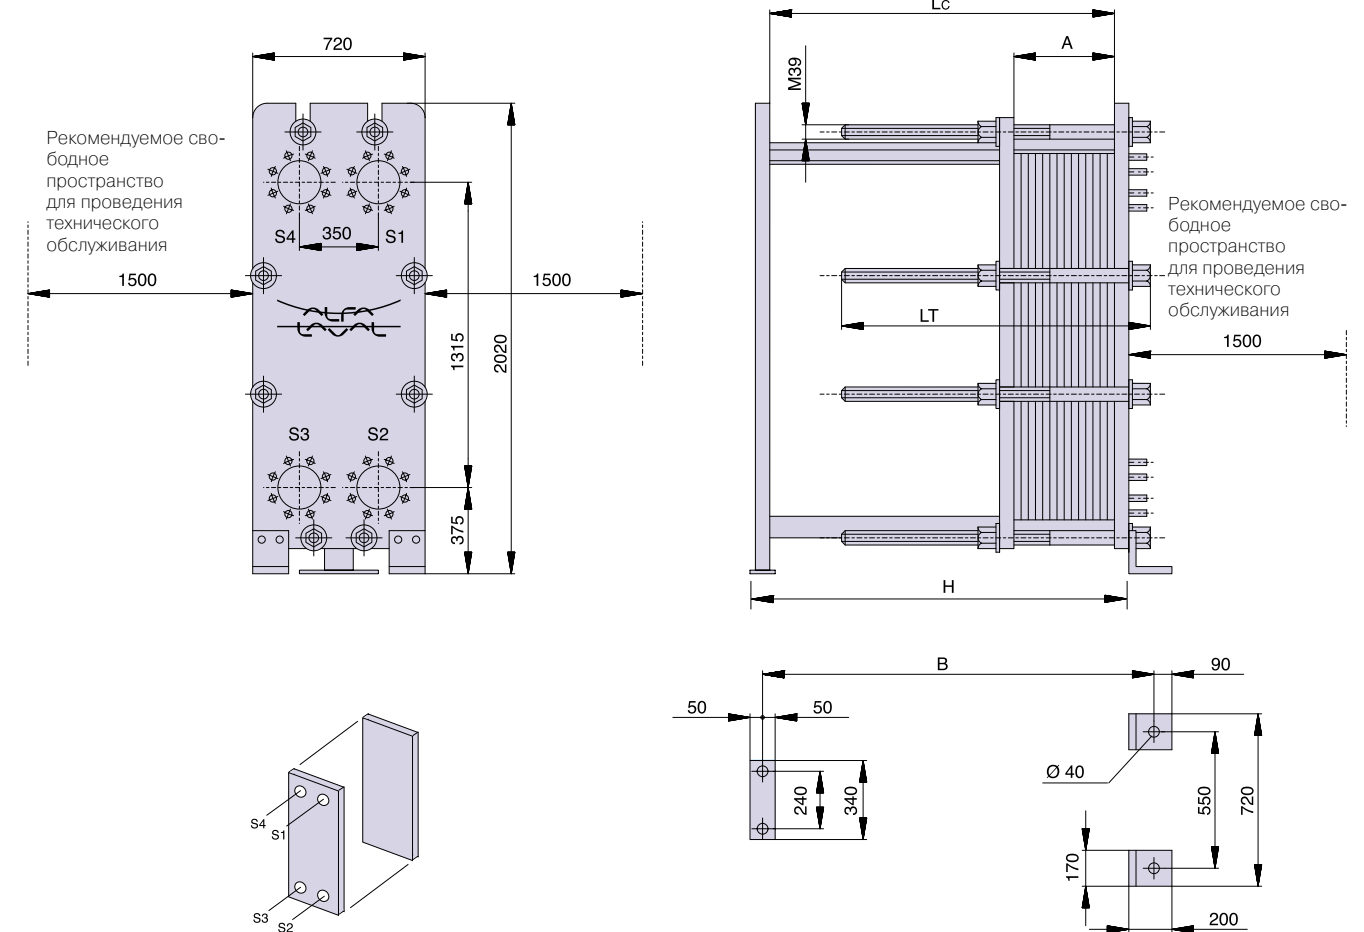 Lc
720
A
M39
Рекомендуемое сво-
бодное
пространство
для проведения
технического
обслуживания
1500
S4
350
S1
1500
alfa
laval
1315
2020
S3
S2
375
LT
Рекомендуемое сво-
бодное
пространство
для проведения
технического
обслуживания
1500
H
B
90
50
50
Ø 40
240
340
550
720
170
200
S4
S1
S3
S2